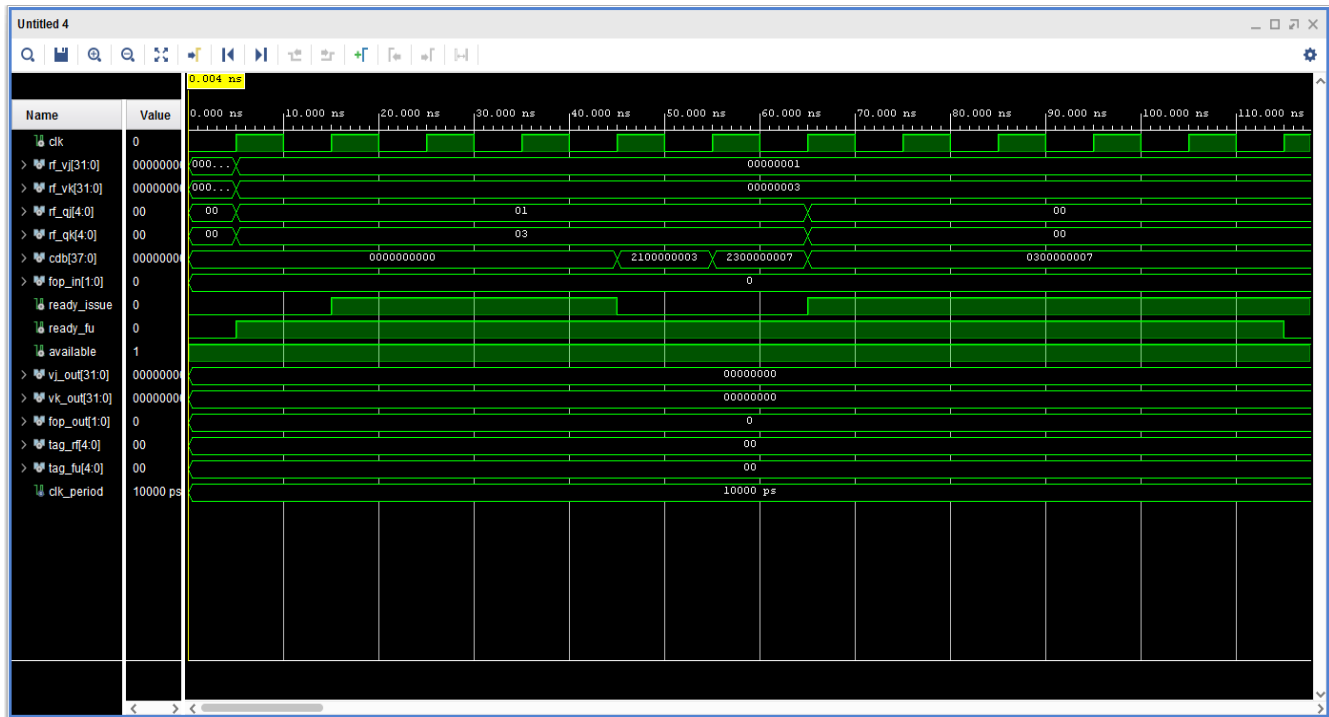 Untitled 4
0.004 ns
Name Value
0.000 ns 10.000 ns 20.000 ns 30.000 ns 40.000 ns 50.000 ns 60.000 ns 70.000 ns 80.000 ns 90.000 ns 100.000 ns 110.000 ns
clk 0
rf_vj[31:0] 00000000 000... 00000001
rf_vk[31:0] 00000000 000... 00000003
rf_qj[4:0] 00 00 01 00
rf_qk[4:0] 00 00 03 00
cdb[37:0] 00000000 0000000000 2100000003 2300000007 0300000007
fop_in[1:0] 0 0
ready_issue 0
ready_fu 0
available 1
vj_out[31:0] 00000000 00000000
vk_out[31:0] 00000000 00000000
fop_out[1:0] 0 0
tag_rf[4:0] 00 00
tag_fu[4:0] 00 00
clk_period 10000 ps 10000 ps